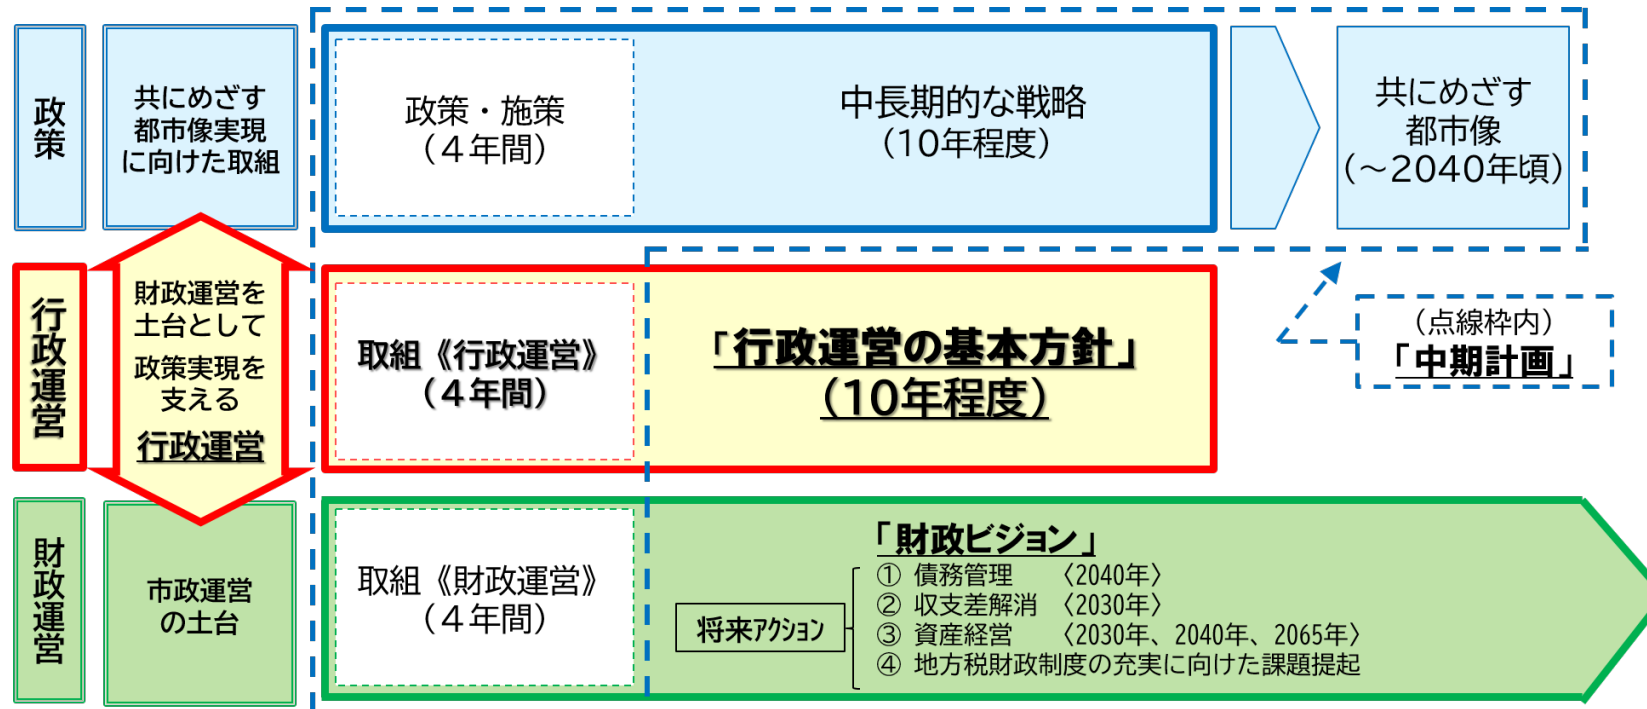 政策
共にめざす
都市像実現
に向けた取組
政策・施策
（４年間）
中長期的な戦略
（10年程度）
共にめざす
都市像
（～2040年頃）
行政運営
財政運営を
土台として
政策実現を
支える
行政運営
取組《行政運営》
（４年間）
「行政運営の基本方針」
（10年程度）
（点線枠内）
「中期計画」
財政運営
市政運営
の土台
取組《財政運営》
（４年間）
「財政ビジョン」
将来アクション
① 債務管理　〈2040年〉
② 収支差解消　〈2030年〉
③ 資産経営　〈2030年、2040年、2065年〉
④ 地方税財政制度の充実に向けた課題提起